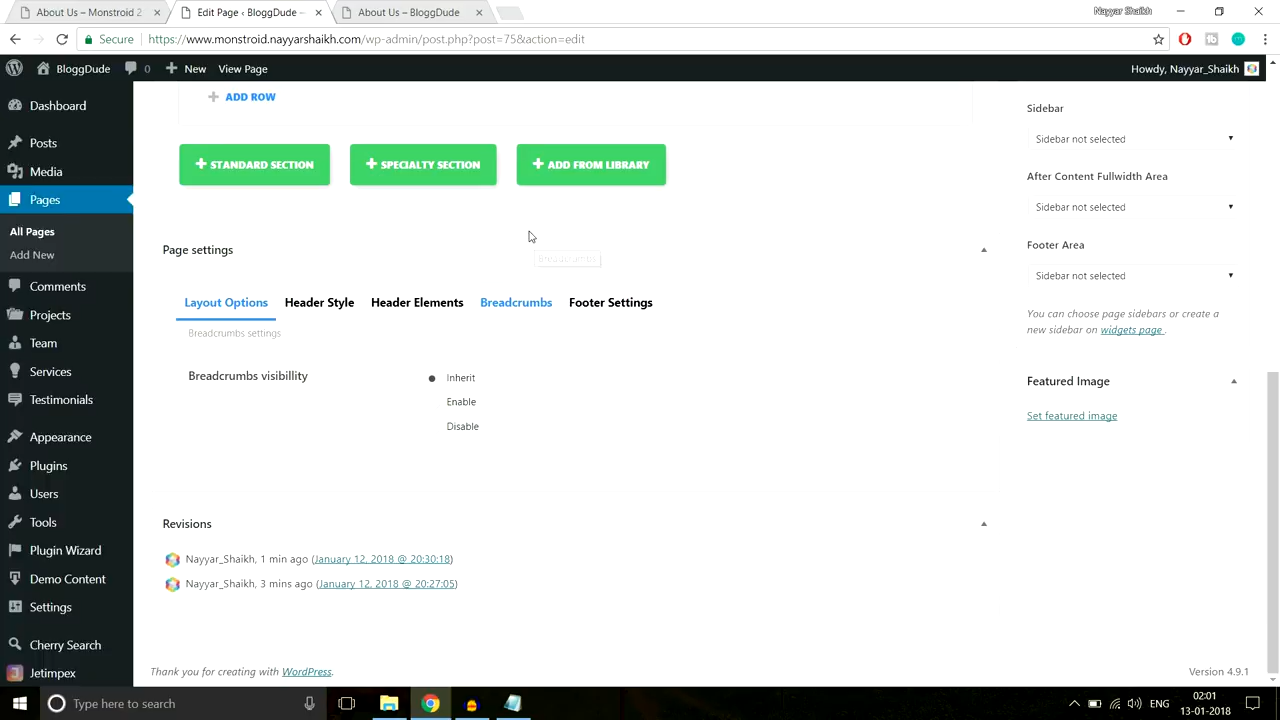 About Us – Monstroid 2
Edit Page ‹ BloggDude –
About Us – BloggDude
Nayyar Shaikh
Secure
https://www.monstroid.nayyarshaikh.com/wp-admin/post.php?post=75&action=edit
BloggDude
0
New
View Page
Howdy, Nayyar_Shaikh
Dashboard
Posts
Media
Pages
All Pages
Add New
Comments
Projects
Team
Services
Testimonials
Appearance
Plugins
Users
Tools
Plugin Wizard
Demo Content
Settings
Cherry Search
Jetimpex
ADD ROW
STANDARD SECTION
SPECIALTY SECTION
ADD FROM LIBRARY
Page settings
Breadcrumbs
Layout Options
Header Style
Header Elements
Breadcrumbs
Footer Settings
Breadcrumbs settings
Breadcrumbs visibillity
Inherit
Enable
Disable
Revisions
Nayyar_Shaikh, 1 min ago (January 12, 2018 @ 20:30:18)
Nayyar_Shaikh, 3 mins ago (January 12, 2018 @ 20:27:05)
Thank you for creating with WordPress.
Version 4.9.1
Sidebar
Sidebar not selected
After Content Fullwidth Area
Sidebar not selected
Footer Area
Sidebar not selected
You can choose page sidebars or create a
new sidebar on widgets page .
Featured Image
Set featured image
Type here to search
ENG
02:01
13-01-2018